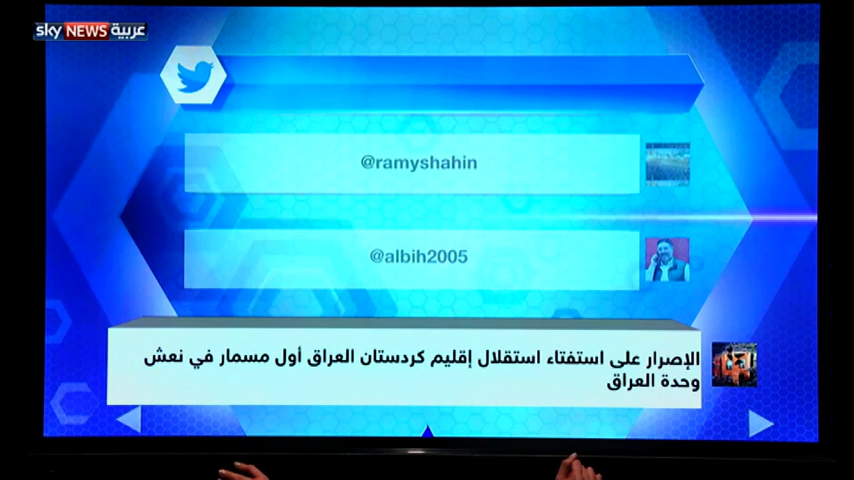 sky NEWS عربية
@ramyshahin
@albih2005
الإصرار على استفتاء استقلال إقليم كردستان العراق أول مسمار في نعش
وحدة العراق